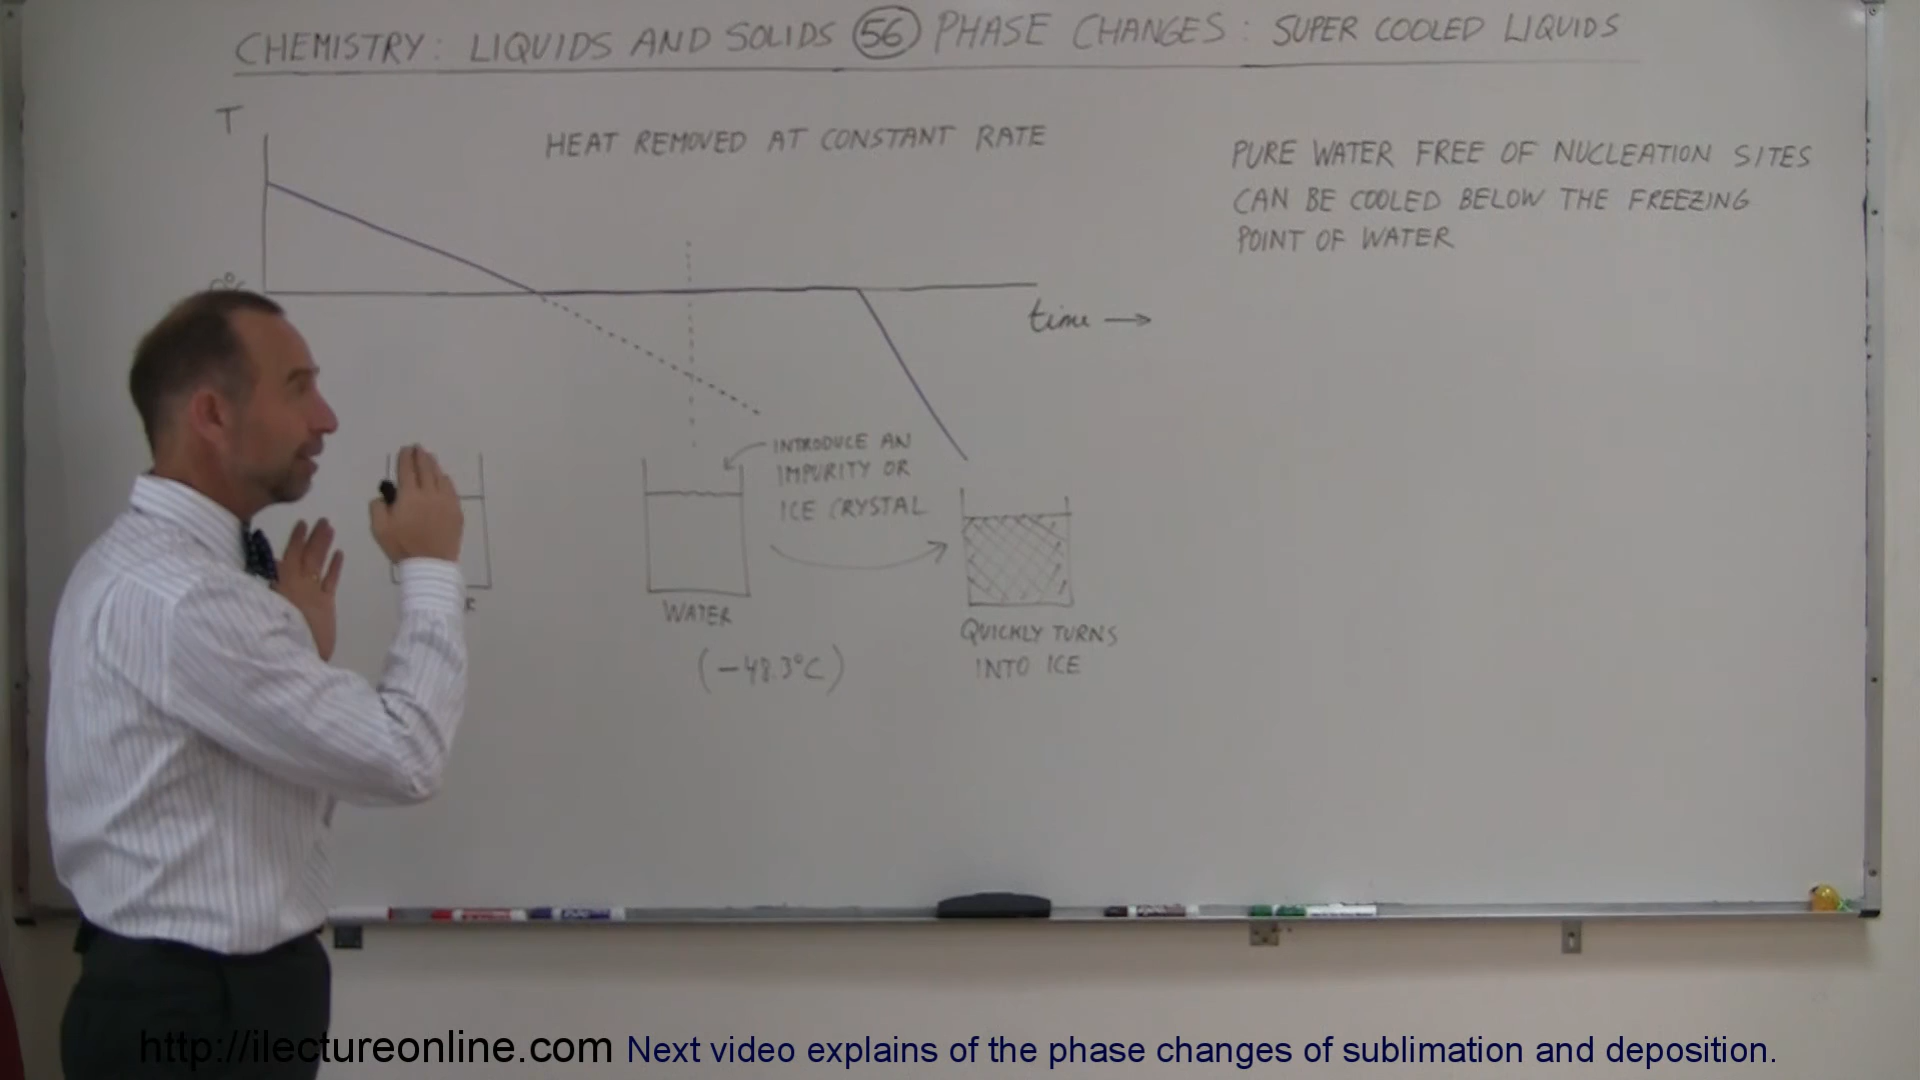 CHEMISTRY: LIQUIDS AND SOLIDS 56 PHASE CHANGES: SUPER COOLED LIQUIDS
T
HEAT REMOVED AT CONSTANT RATE
PURE WATER FREE OF NUCLEATION SITES
CAN BE COOLED BELOW THE FREEZING
POINT OF WATER
time →
INTRODUCE AN
IMPURITY OR
ICE CRYSTAL
WATER
(-48.3°C)
QUICKLY TURNS
INTO ICE
http://ilectureonline.com Next video explains of the phase changes of sublimation and deposition.